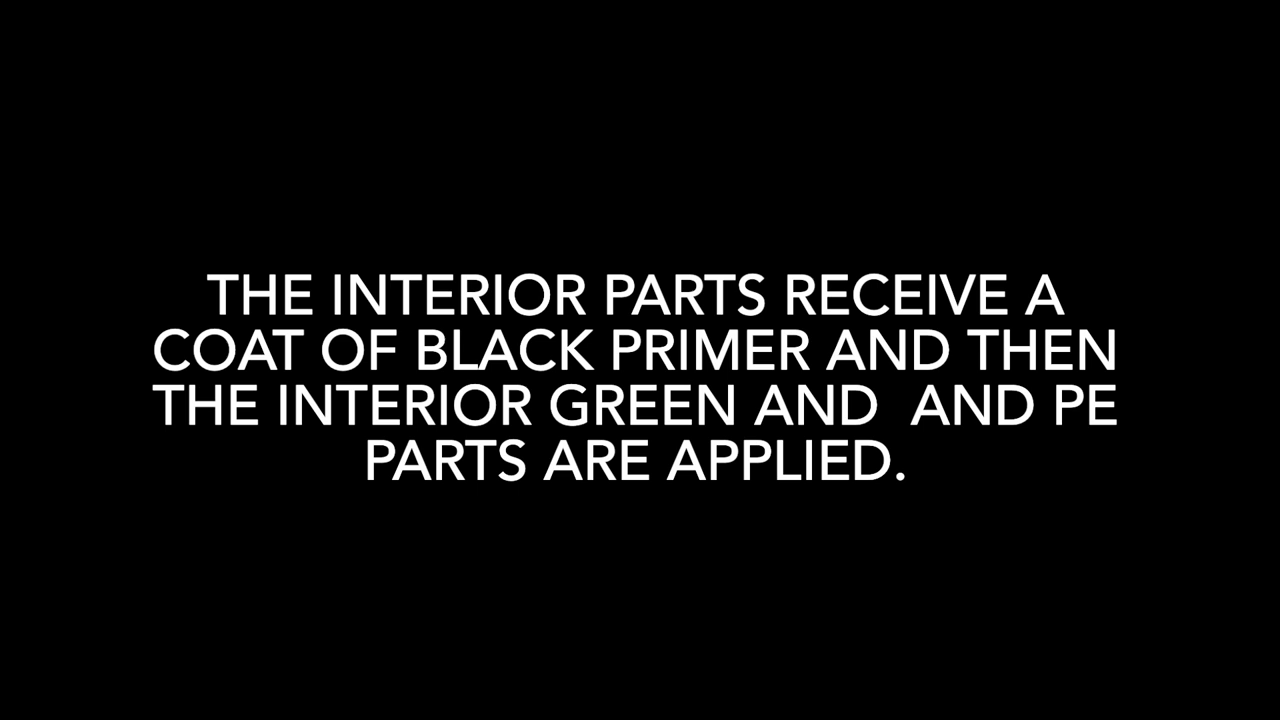 THE INTERIOR PARTS RECEIVE A
COAT OF BLACK PRIMER AND THEN
THE INTERIOR GREEN AND  AND PE
PARTS ARE APPLIED.